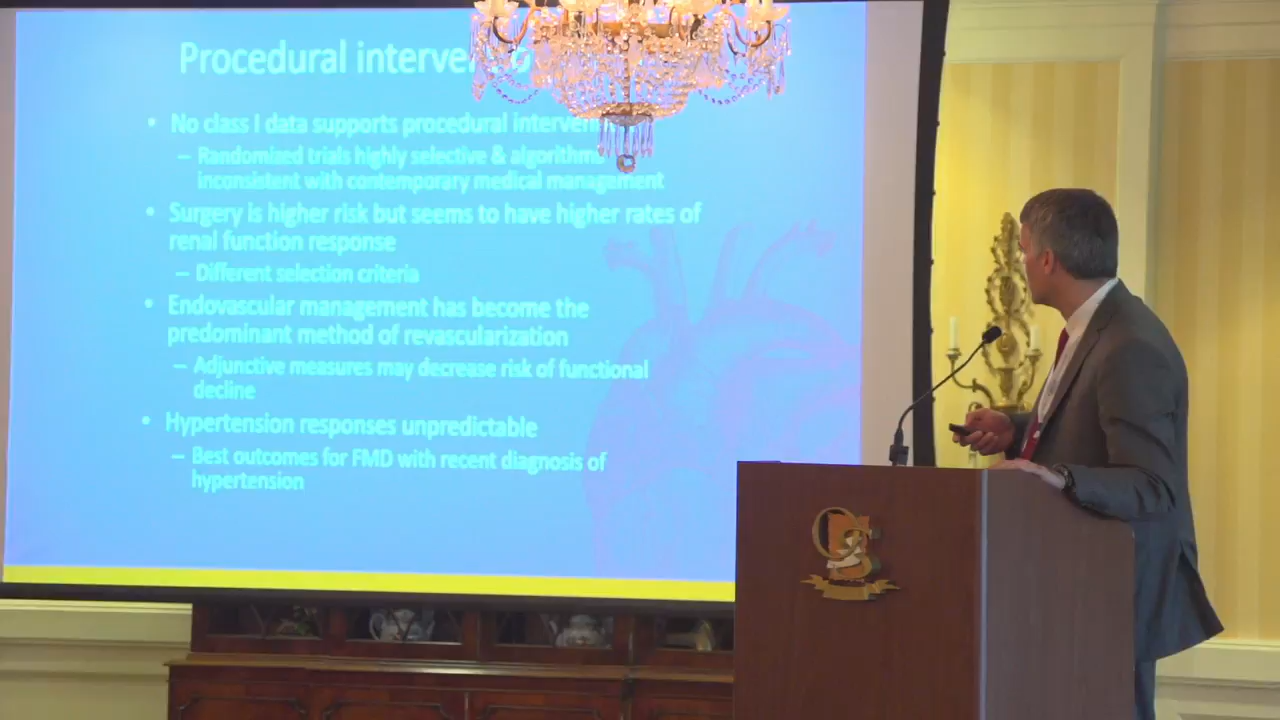 Procedural
• No class I data supports procedural
– Randomized trials highly selective & algorithms
inconsistent with contemporary medical management
• Surgery is higher risk but seems to have higher rates of
renal function response
– Different selection criteria
• Endovascular management has become the
predominant method of revascularization
– Adjunctive measures may decrease risk of functional
decline
• Hypertension responses unpredictable
– Best outcomes for FMD with recent diagnosis of
hypertension